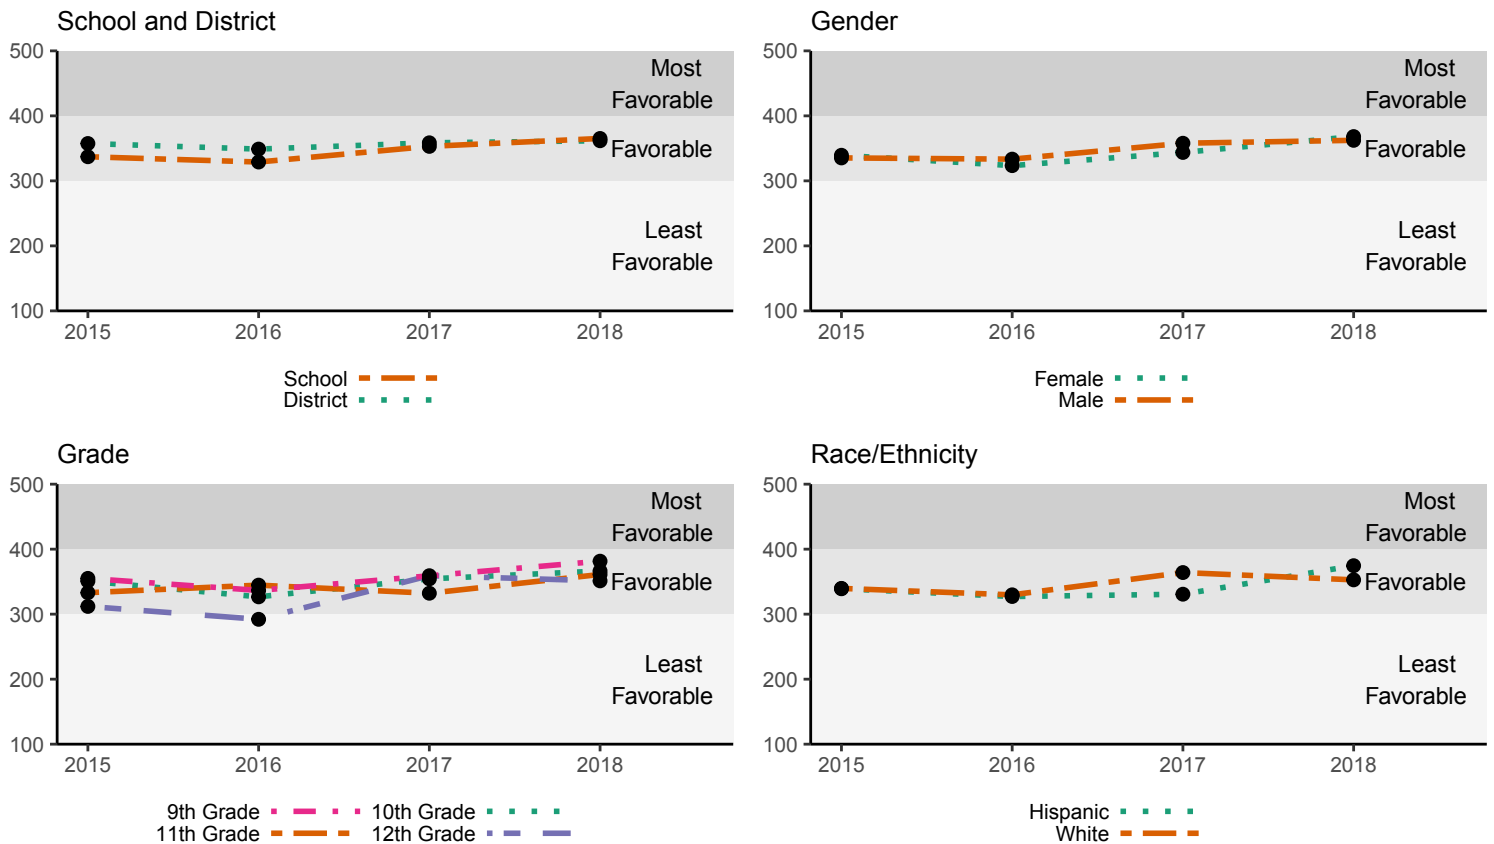 School and District
500
400
300
200
100
Most
Favorable
Favorable
Least
Favorable
2015 2016 2017 2018
School
District
Gender
500
400
300
200
100
Most
Favorable
Favorable
Least
Favorable
2015 2016 2017 2018
Female
Male
Grade
500
400
300
200
100
Most
Favorable
Favorable
Least
Favorable
2015 2016 2017 2018
9th Grade 10th Grade
11th Grade 12th Grade
Race/Ethnicity
500
400
300
200
100
Most
Favorable
Favorable
Least
Favorable
2015 2016 2017 2018
Hispanic
White